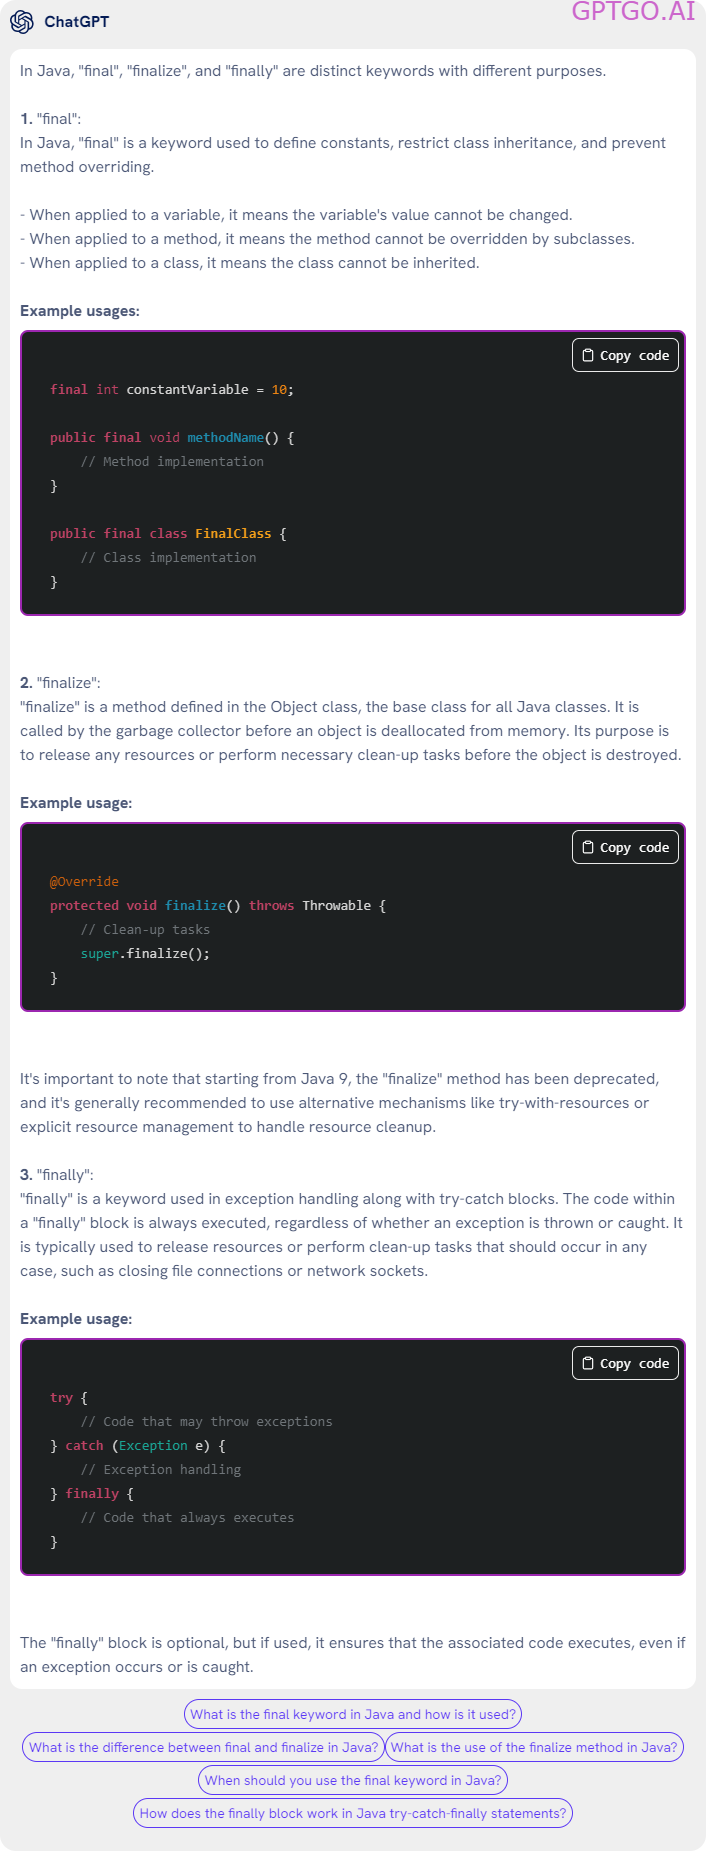 GPTGO.AI
ChatGPT
In Java, "final", "finalize", and "finally" are distinct keywords with different purposes.
1. "final":
In Java, "final" is a keyword used to define constants, restrict class inheritance, and prevent
method overriding.
- When applied to a variable, it means the variable's value cannot be changed.
- When applied to a method, it means the method cannot be overridden by subclasses.
- When applied to a class, it means the class cannot be inherited.
Example usages:
Copy code
final int constantVariable = 10;
public final void methodName() {
    // Method implementation
}
public final class FinalClass {
    // Class implementation
}
2. "finalize":
"finalize" is a method defined in the Object class, the base class for all Java classes. It is
called by the garbage collector before an object is deallocated from memory. Its purpose is
to release any resources or perform necessary clean-up tasks before the object is destroyed.
Example usage:
Copy code
@Override
protected void finalize() throws Throwable {
    // Clean-up tasks
    super.finalize();
}
It's important to note that starting from Java 9, the "finalize" method has been deprecated,
and it's generally recommended to use alternative mechanisms like try-with-resources or
explicit resource management to handle resource cleanup.
3. "finally":
"finally" is a keyword used in exception handling along with try-catch blocks. The code within
a "finally" block is always executed, regardless of whether an exception is thrown or caught. It
is typically used to release resources or perform clean-up tasks that should occur in any
case, such as closing file connections or network sockets.
Example usage:
Copy code
try {
    // Code that may throw exceptions
} catch (Exception e) {
    // Exception handling
} finally {
    // Code that always executes
}
The "finally" block is optional, but if used, it ensures that the associated code executes, even if
an exception occurs or is caught.
What is the final keyword in Java and how is it used?
What is the difference between final and finalize in Java?
What is the use of the finalize method in Java?
When should you use the final keyword in Java?
How does the finally block work in Java try-catch-finally statements?